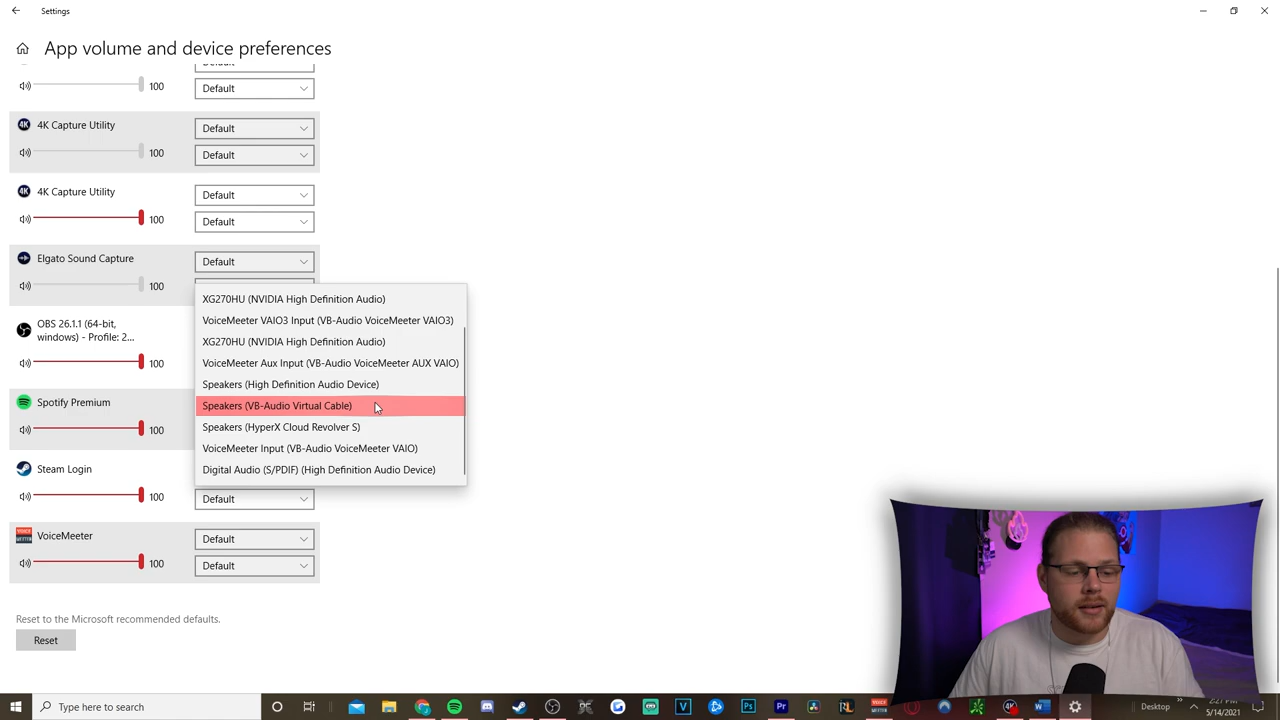 Settings
App volume and device preferences
100
Default
4K Capture Utility
Default
100
Default
4K Capture Utility
Default
100
Default
Elgato Sound Capture
Default
100
XG270HU (NVIDIA High Definition Audio)
VoiceMeeter VAIO3 Input (VB-Audio VoiceMeeter VAIO3)
XG270HU (NVIDIA High Definition Audio)
VoiceMeeter Aux Input (VB-Audio VoiceMeeter AUX VAIO)
Speakers (High Definition Audio Device)
Speakers (VB-Audio Virtual Cable)
Speakers (HyperX Cloud Revolver S)
VoiceMeeter Input (VB-Audio VoiceMeeter VAIO)
Digital Audio (S/PDIF) (High Definition Audio Device)
OBS 26.1.1 (64-bit,
windows) - Profile: 2...
100
Spotify Premium
100
Steam Login
100
Default
VoiceMeeter
Default
100
Default
Reset to the Microsoft recommended defaults.
Reset
Type here to search
Desktop
5/14/2021